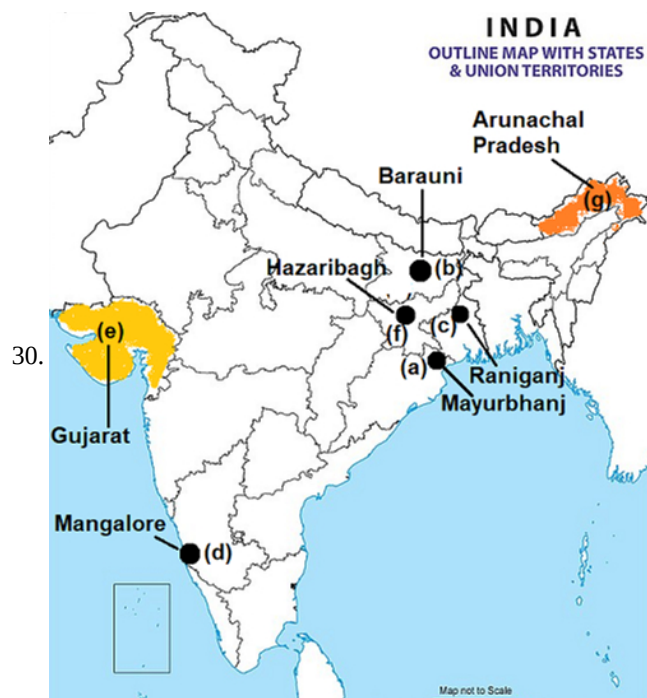 INDIA
OUTLINE MAP WITH STATES
& UNION TERRITORIES
Arunachal
Pradesh
(g)
Barauni
(b)
Hazaribagh
(f)
(c)
(e)
30.
(a)
Raniganj
Mayurbhanj
Gujarat
Mangalore
(d)
Map not to Scale